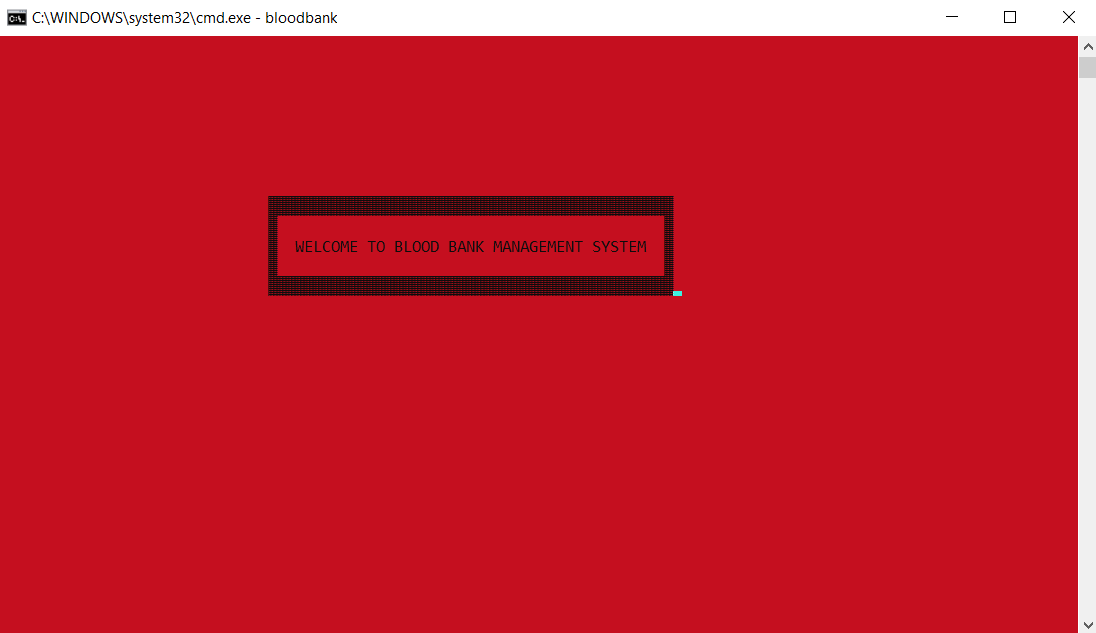 C:\WINDOWS\system32\cmd.exe - bloodbank
WELCOME TO BLOOD BANK MANAGEMENT SYSTEM